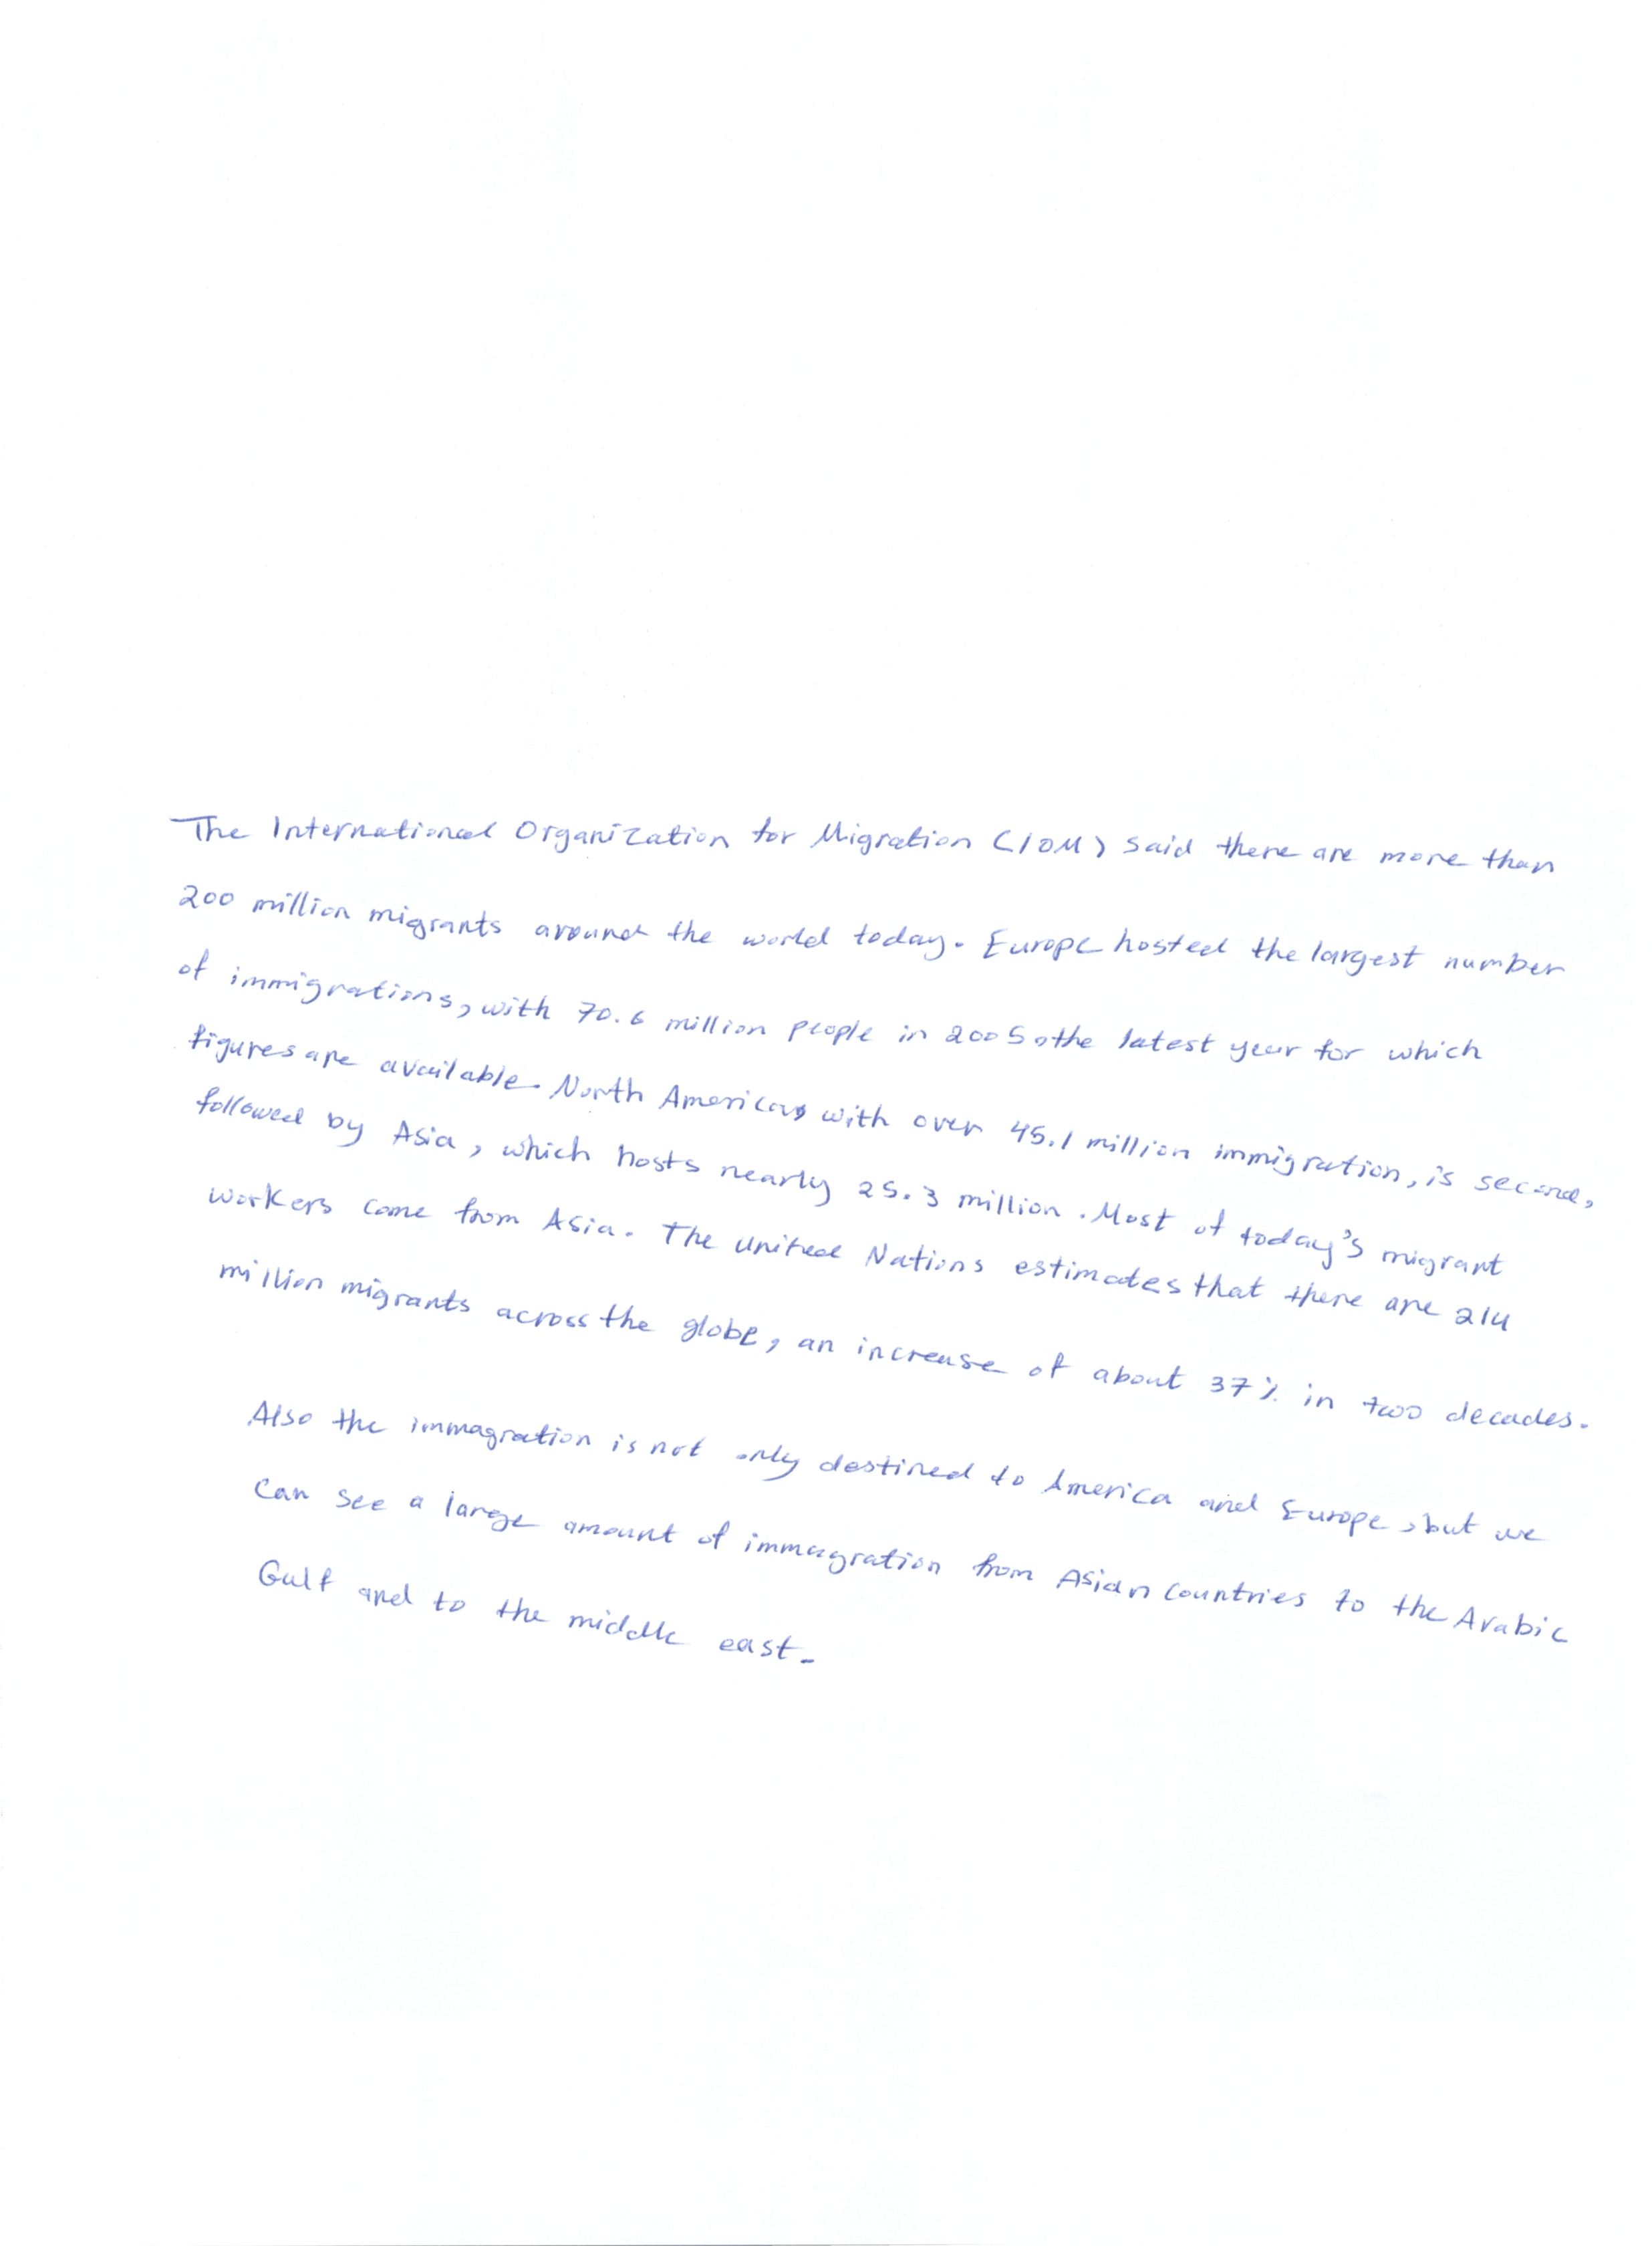 The International Organization for Migration (IOM) said there are more than
200 million migrants around the world today. Europe hosted the largest number
of immigrations, with 70.6 million people in 2005, the latest year for which
figures are available. North America, with over 45.1 million immigration, is second,
followed by Asia, which hosts nearly 25.3 million. Most of today's migrant
workers come from Asia. The United Nations estimates that there are 214
million migrants across the globe, an increase of about 37% in two decades.
Also the immagration is not only destined to America and Europe, but we
can see a large amount of immagration from Asian countries to the Arabic
Gulf and to the middle east.